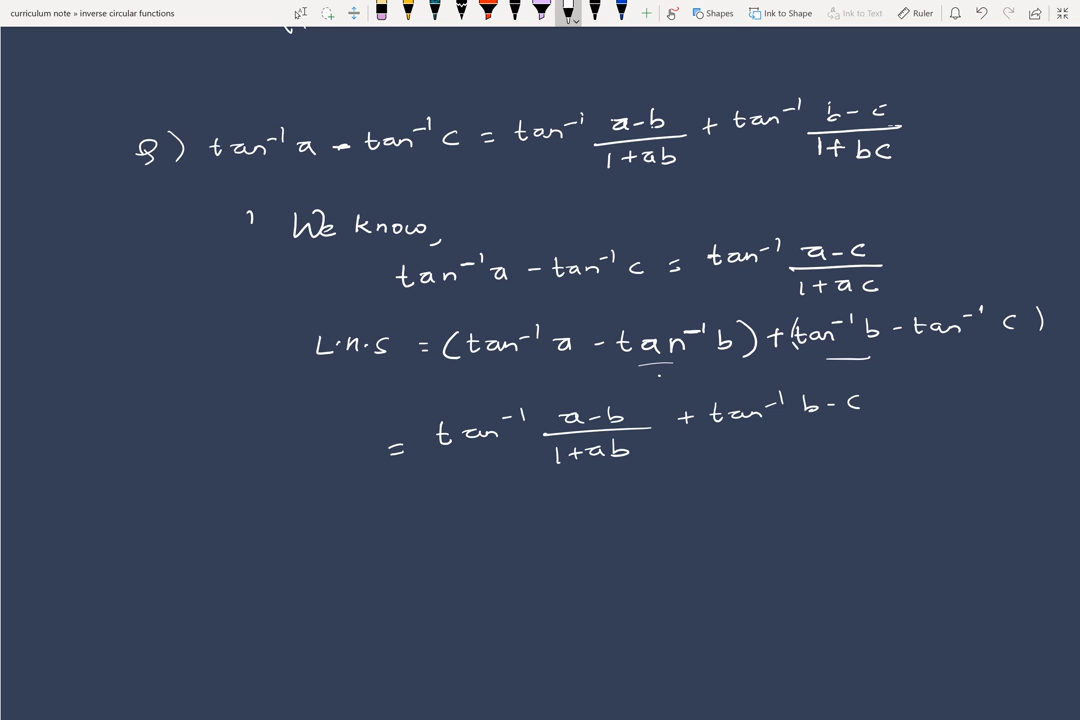 curriculum note » inverse circular functions
Shapes Ink to Shape Ink to Text Ruler
Q) tan⁻¹ a - tan⁻¹ c = tan⁻¹ (a-b)/(1+ab) + tan⁻¹ (b-c)/(1+bc)
We know,
tan⁻¹ a - tan⁻¹ c = tan⁻¹ (a-c)/(1+ac)
L.H.S = (tan⁻¹ a - tan⁻¹ b) + (tan⁻¹ b - tan⁻¹ c)
= tan⁻¹ (a-b)/(1+ab) + tan⁻¹ b-c